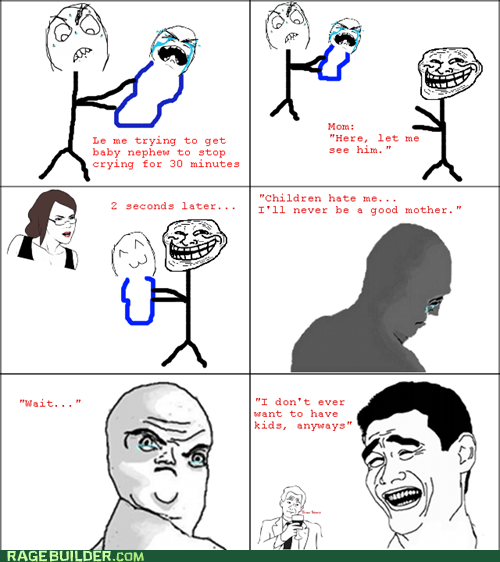 Le me trying to get
baby nephew to stop
crying for 30 minutes
Mom:
"Here, let me
see him."
2 seconds later...
"Children hate me...
I'll never be a good mother."
"Wait..."
"I don't ever
want to have
kids, anyways"
RAGEBUILDER.COM